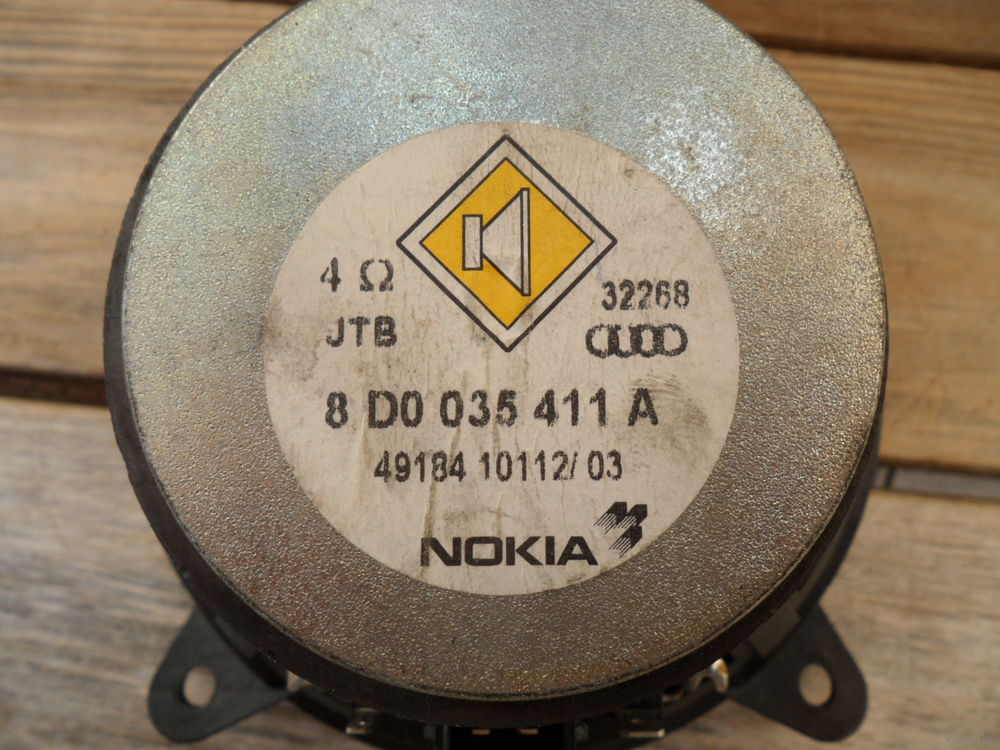 4 Ω
32268
JTB
8 D0 035 411 A
49184 10112/ 03
NOKIA